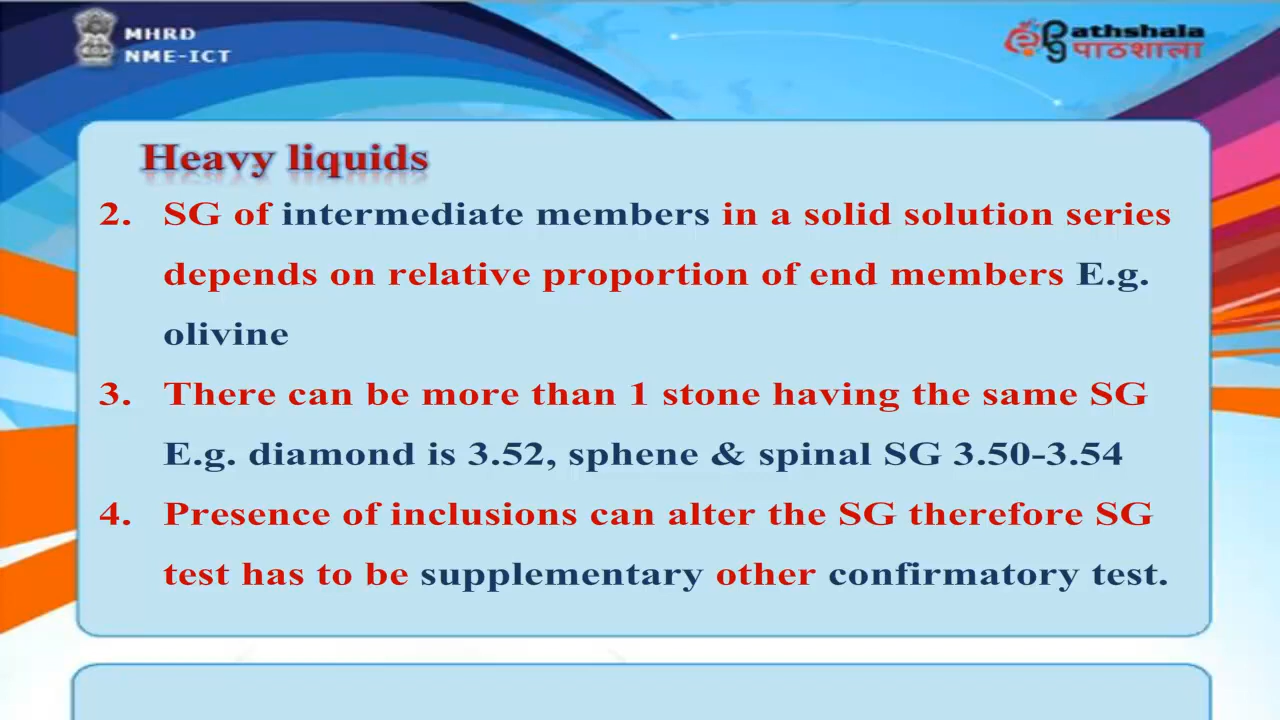 MHRD
NME-ICT
ePg athshala
पाठशाला
Heavy liquids
2. SG of intermediate members in a solid solution series
depends on relative proportion of end members E.g.
olivine
3. There can be more than 1 stone having the same SG
E.g. diamond is 3.52, sphene & spinal SG 3.50-3.54
4. Presence of inclusions can alter the SG therefore SG
test has to be supplementary other confirmatory test.